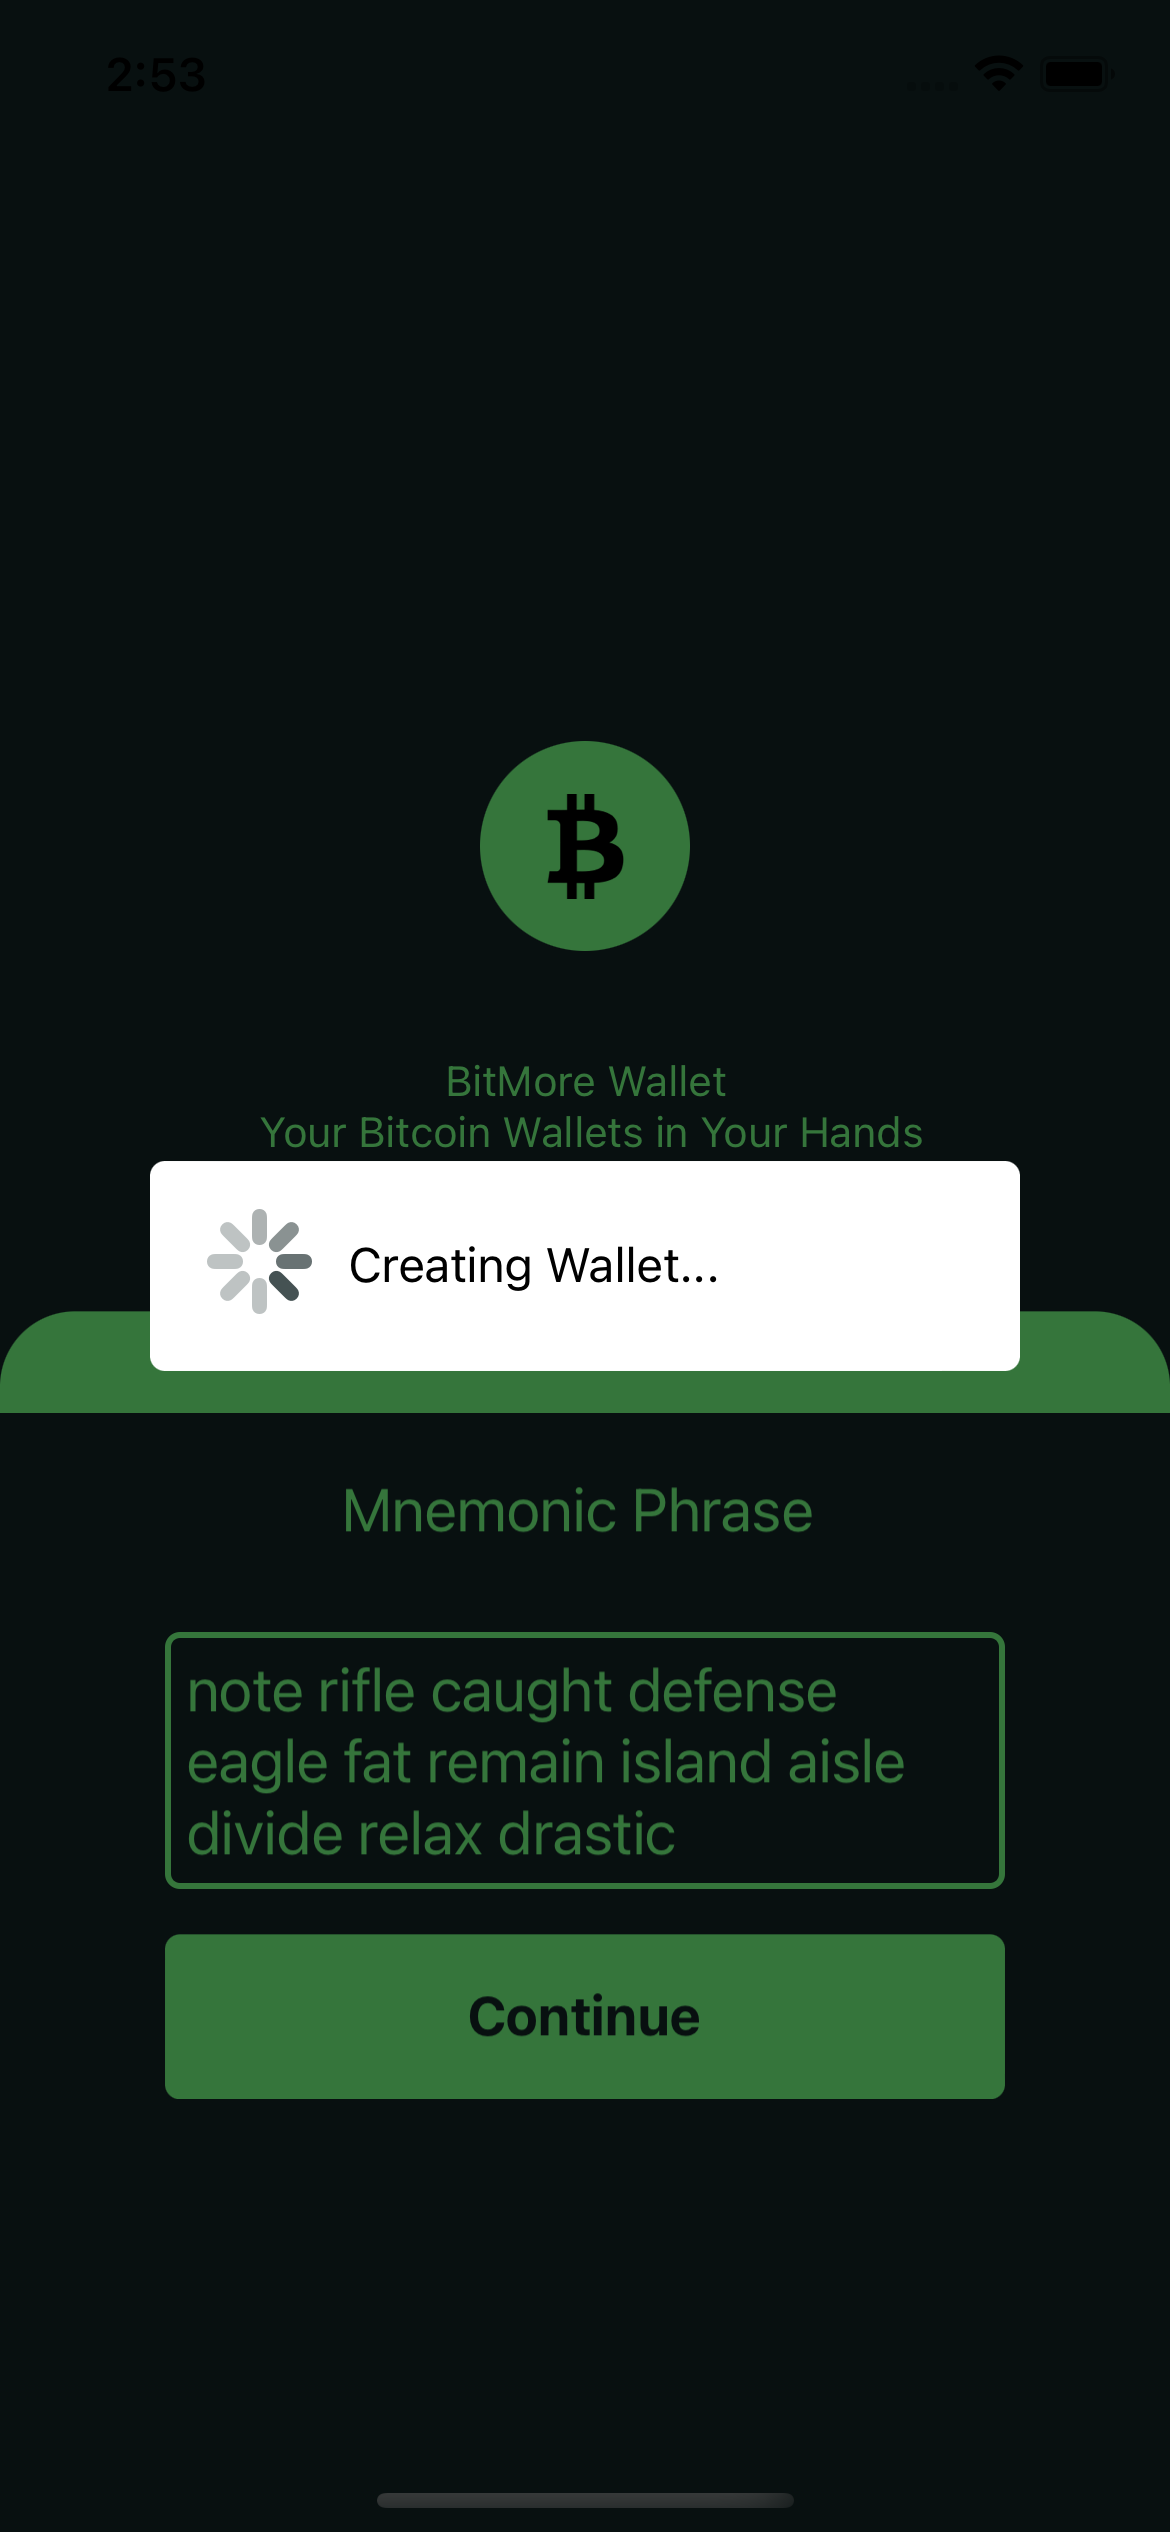 2:53
BitMore Wallet
Your Bitcoin Wallets in Your Hands
Creating Wallet...
Mnemonic Phrase
note rifle caught defense
eagle fat remain island aisle
divide relax drastic
Continue